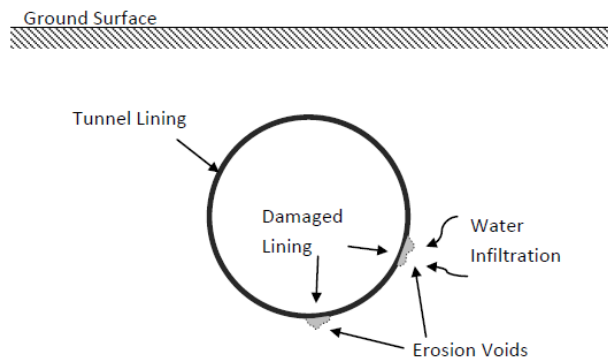 Ground Surface
Tunnel Lining
Damaged
Lining
Water
Infiltration
Erosion Voids